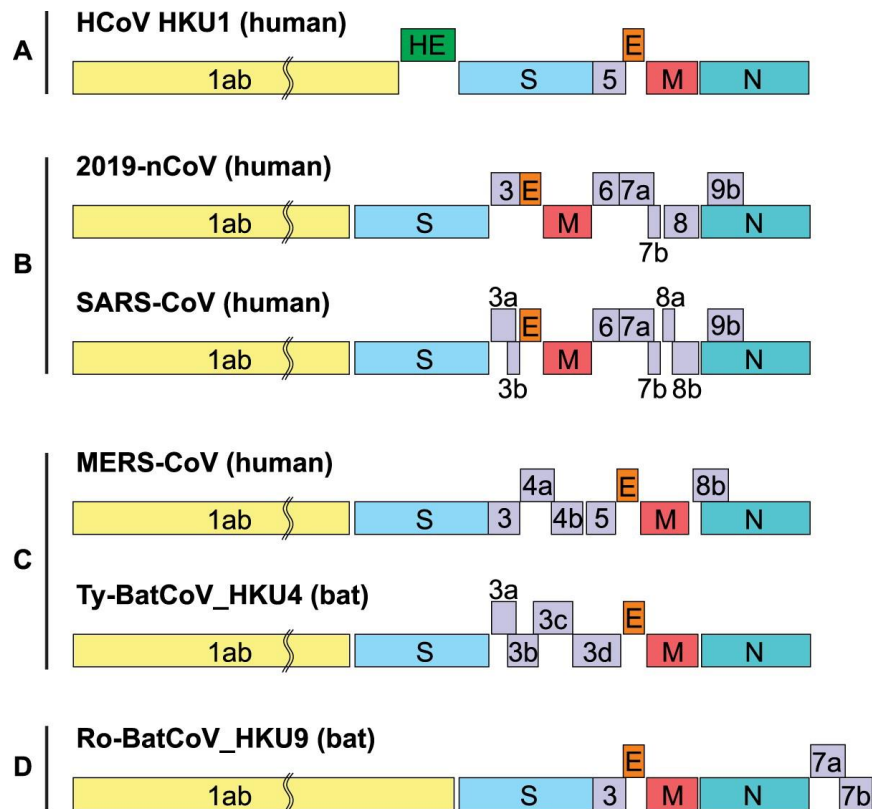 A
HCoV HKU1 (human)
HE E
1ab S 5 M N
B
2019-nCoV (human)
3 E 6 7a 9b
1ab S M 8 N
7b
SARS-CoV (human)
3a 8a
E 6 7a 9b
1ab S M N
3b 7b 8b
C
MERS-CoV (human)
4a E 8b
1ab S 3 4b 5 M N
Ty-BatCoV_HKU4 (bat)
3a
3c E
1ab S 3b 3d M N
D
Ro-BatCoV_HKU9 (bat)
E 7a
1ab S 3 M N 7b